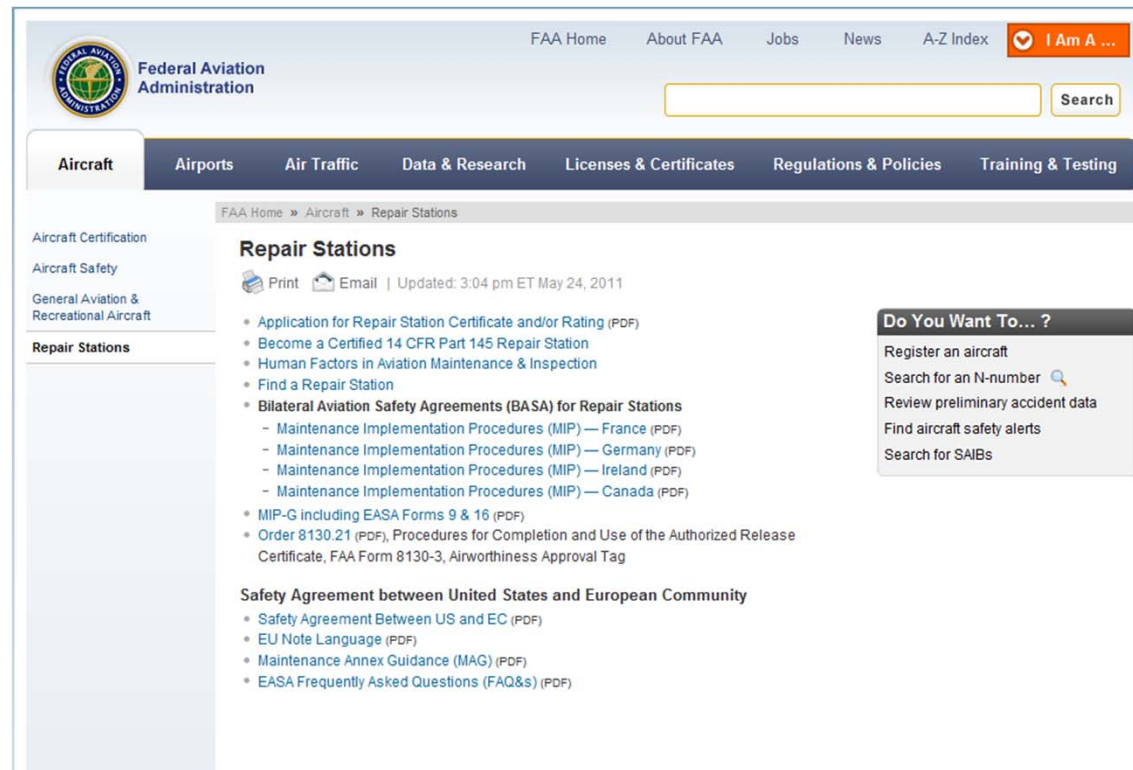 FAA Home About FAA Jobs News A-Z Index I Am A ...
FEDERAL AVIATION ADMINISTRATION
Federal Aviation
Administration
Search
Aircraft Airports Air Traffic Data & Research Licenses & Certificates Regulations & Policies Training & Testing
FAA Home » Aircraft » Repair Stations
Aircraft Certification
Aircraft Safety
General Aviation &
Recreational Aircraft
Repair Stations
Repair Stations
Print Email | Updated: 3:04 pm ET May 24, 2011
Application for Repair Station Certificate and/or Rating (PDF)
Become a Certified 14 CFR Part 145 Repair Station
Human Factors in Aviation Maintenance & Inspection
Find a Repair Station
Bilateral Aviation Safety Agreements (BASA) for Repair Stations
– Maintenance Implementation Procedures (MIP) — France (PDF)
– Maintenance Implementation Procedures (MIP) — Germany (PDF)
– Maintenance Implementation Procedures (MIP) — Ireland (PDF)
– Maintenance Implementation Procedures (MIP) — Canada (PDF)
MIP-G including EASA Forms 9 & 16 (PDF)
Order 8130.21 (PDF), Procedures for Completion and Use of the Authorized Release
Certificate, FAA Form 8130-3, Airworthiness Approval Tag
Safety Agreement between United States and European Community
Safety Agreement Between US and EC (PDF)
EU Note Language (PDF)
Maintenance Annex Guidance (MAG) (PDF)
EASA Frequently Asked Questions (FAQ&s) (PDF)
Do You Want To... ?
Register an aircraft
Search for an N-number
Review preliminary accident data
Find aircraft safety alerts
Search for SAIBs